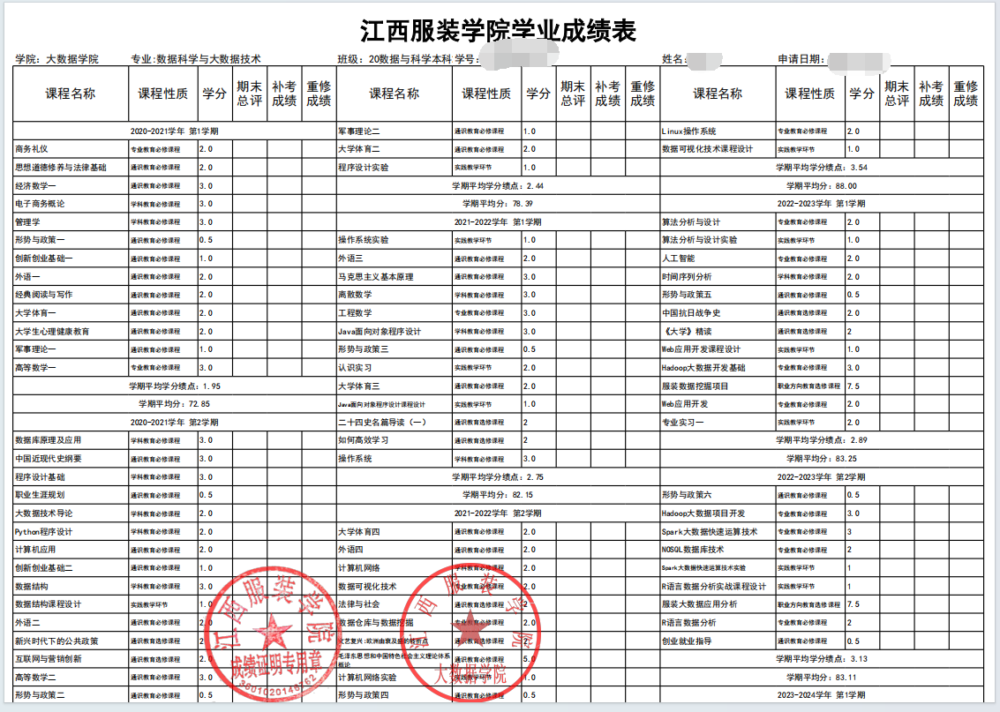 江西服装学院学业成绩表
学院: 大数据学院 专业:数据科学与大数据技术 班级: 20数据与科学本科 学号: 姓名: 申请日期:
课程名称 课程性质 学分 期末总评 补考成绩 重修成绩 课程名称 课程性质 学分 期末总评 补考成绩 重修成绩 课程名称 课程性质 学分 期末总评 补考成绩 重修成绩
2020-2021学年 第1学期
商务礼仪 专业教育必修课程 2.0
思想道德修养与法律基础 通识教育必修课程 2.0
经济数学一 通识教育必修课程 3.0
电子商务概论 学科教育必修课程 3.0
管理学 学科教育必修课程 3.0
形势与政策一 通识教育必修课程 0.5
创新创业基础一 通识教育必修课程 1.0
外语一 通识教育必修课程 2.0
经典阅读与写作 通识教育必修课程 2.0
大学体育一 通识教育必修课程 2.0
大学生心理健康教育 通识教育必修课程 2.0
军事理论一 通识教育必修课程 1.0
高等数学一 专业教育必修课程 3.0
学期平均学分绩点: 1.95
学期平均分: 72.85
2020-2021学年 第2学期
数据库原理及应用 学科教育必修课程 3.0
中国近现代史纲要 通识教育必修课程 3.0
程序设计基础 学科教育必修课程 3.0
职业生涯规划 通识教育必修课程 0.5
大数据技术导论 学科教育必修课程 2.0
Python程序设计 学科教育必修课程 2.0
计算机应用 通识教育必修课程 2.0
创新创业基础二 通识教育必修课程 1.0
数据结构 学科教育必修课程 3.0
数据结构课程设计 实践教学环节 1.0
外语二 通识教育必修课程 2.0
新兴时代下的公共政策 通识教育选修课程 2
互联网与营销创新 通识教育选修课程 2.0
高等数学二 通识教育必修课程 3.0
形势与政策二 通识教育必修课程 0.5
军事理论二 通识教育必修课程 1.0
大学体育二 通识教育必修课程 2.0
程序设计实验 实践教学环节 1.0
学期平均学分绩点: 2.44
学期平均分: 78.39
2021-2022学年 第1学期
操作系统实验 实践教学环节 1.0
外语三 通识教育必修课程 2.0
马克思主义基本原理 通识教育必修课程 3.0
离散数学 学科教育必修课程 3.0
工程数学 专业教育必修课程 3.0
Java面向对象程序设计 学科教育必修课程 3.0
形势与政策三 通识教育必修课程 0.5
认识实习 实践教学环节 2.0
大学体育三 通识教育必修课程 2.0
Java面向对象程序设计课程设计 实践教学环节 1.0
二十四史名篇导读（一） 通识教育选修课程 2
如何高效学习 通识教育选修课程 2
操作系统 学科教育必修课程 3.0
学期平均学分绩点: 2.75
学期平均分: 82.15
2021-2022学年 第2学期
大学体育四 通识教育必修课程 2.0
外语四 通识教育必修课程 2.0
计算机网络 学科教育必修课程 2.0
数据可视化技术 专业教育必修课程 2.0
法律与社会 通识教育选修课程 2
数据仓库与数据挖掘 专业教育必修课程 2.0
文艺复兴:欧洲由衰及盛的转折点 通识教育选修课程 2
毛泽东思想和中国特色社会主义理论体系概论 通识教育必修课程 5.0
计算机网络实验 实践教学环节 1.0
形势与政策四 通识教育必修课程 0.5
Linux操作系统 专业教育必修课程 2.0
数据可视化技术课程设计 实践教学环节 1.0
学期平均学分绩点: 3.54
学期平均分: 88.00
2022-2023学年 第1学期
算法分析与设计 专业教育必修课程 2.0
算法分析与设计实验 实践教学环节 1.0
人工智能 专业教育必修课程 2.0
时间序列分析 学科教育必修课程 2.0
形势与政策五 通识教育必修课程 0.5
中国抗日战争史 通识教育选修课程 2.0
《大学》精读 通识教育选修课程 2
Web应用开发课程设计 实践教学环节 1.0
Hadoop大数据开发基础 专业教育必修课程 3.0
服装数据挖掘项目 职业方向教育选修课程 7.5
Web应用开发 专业教育必修课程 2.0
专业实习一 实践教学环节 2.0
学期平均学分绩点: 2.89
学期平均分: 83.25
2022-2023学年 第2学期
形势与政策六 通识教育必修课程 0.5
Hadoop大数据项目开发 专业教育必修课程 3.0
Spark大数据快速运算技术 专业教育必修课程 3
NOSQL数据库技术 专业教育必修课程 2
Spark大数据快速运算技术实验 实践教学环节 1
R语言数据分析实战课程设计 实践教学环节 1
服装大数据应用分析 职业方向教育选修课程 7.5
R语言数据分析 专业教育必修课程 2
创业就业指导 通识教育必修课程 0.5
学期平均学分绩点: 3.13
学期平均分: 83.11
2023-2024学年 第1学期
江西服装学院
成绩证明专用章
江西服装学院
大数据学院